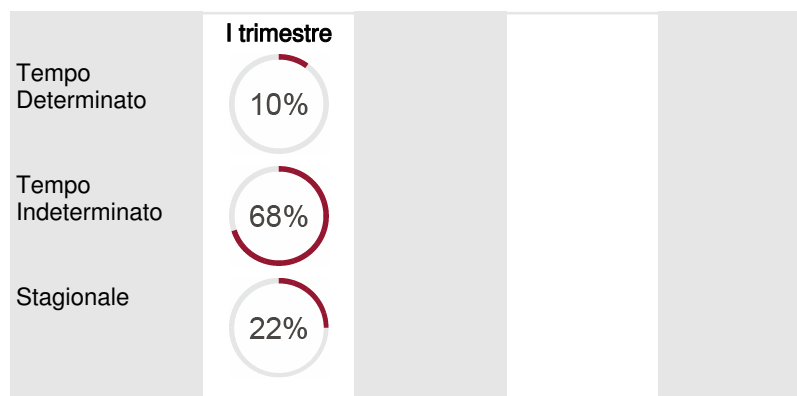 I trimestre
Tempo
Determinato
10%
Tempo
Indeterminato
68%
Stagionale
22%